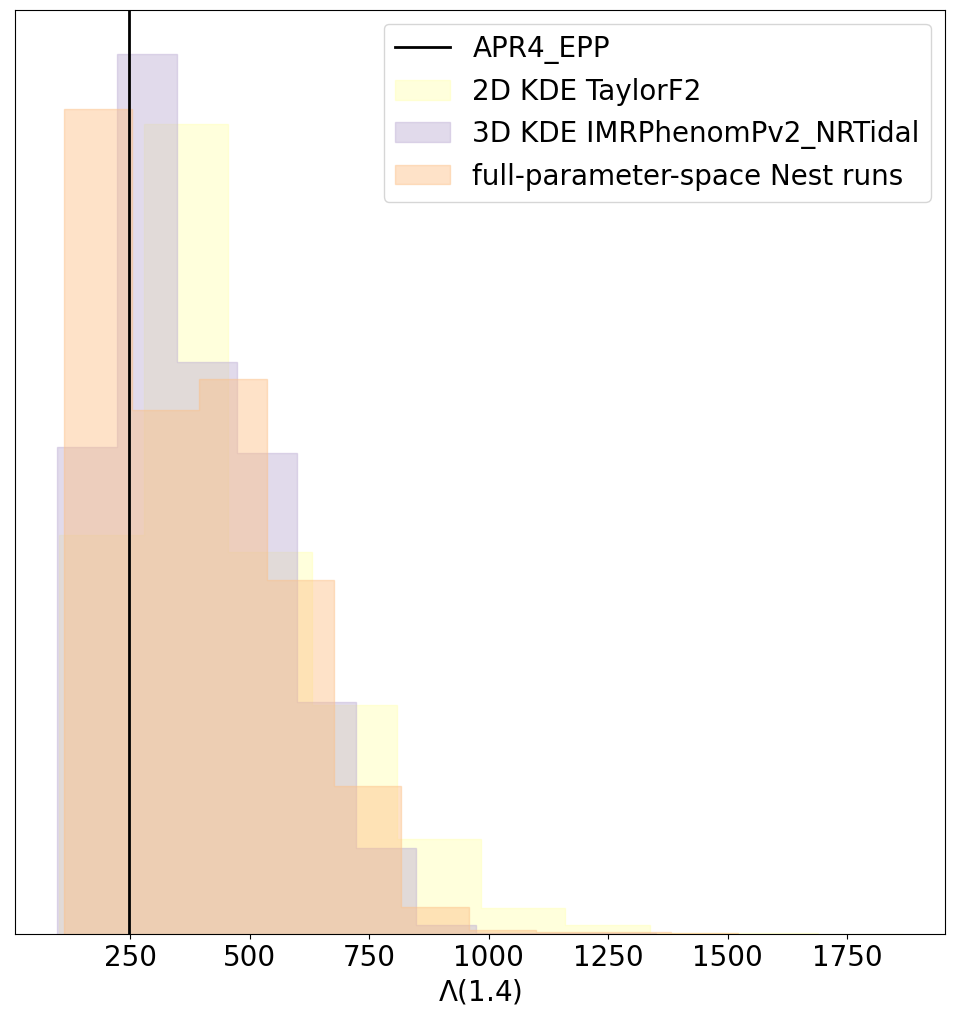 APR4_EPP
2D KDE TaylorF2
3D KDE IMRPhenomPv2_NRTidal
full-parameter-space Nest runs
250 500 750 1000 1250 1500 1750
Λ(1.4)